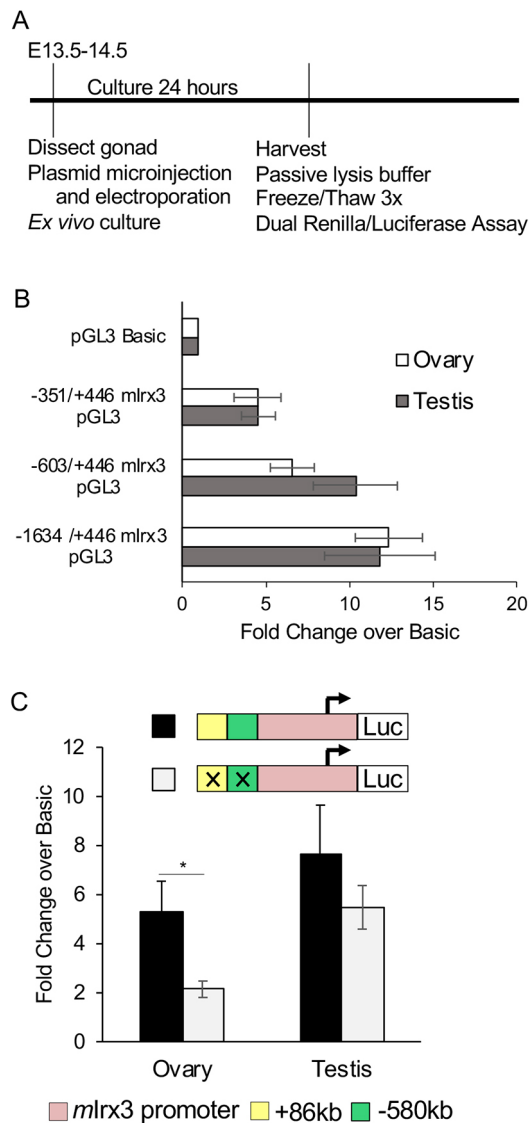 A
E13.5-14.5
Culture 24 hours
Dissect gonad
Plasmid microinjection
and electroporation
Ex vivo culture
Harvest
Passive lysis buffer
Freeze/Thaw 3x
Dual Renilla/Luciferase Assay
B
pGL3 Basic
-351/+446 mIrx3
pGL3
-603/+446 mIrx3
pGL3
-1634 /+446 mIrx3
pGL3
Ovary
Testis
0 5 10 15 20
Fold Change over Basic
C
Luc
X X Luc
12
10
8
6
4
2
0
Fold Change over Basic
*
Ovary Testis
mIrx3 promoter +86kb -580kb